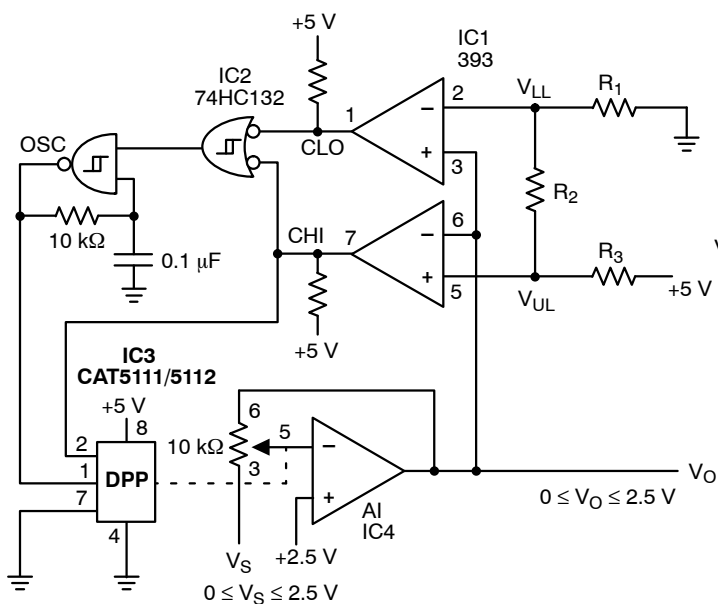 +5 V
IC1
393
IC2
74HC132
2
V_LL
R1
1
−
OSC
CLO
+
3
R2
10 kΩ
CHI
7
−
6
R3
0.1 µF
+
5
V_UL
+5 V
V
+5 V
IC3
CAT5111/5112
+5 V
8
6
2
10 kΩ
5
−
1
DPP
3
VO
7
+
AI
IC4
0 ≤ VO ≤ 2.5 V
4
VS
+2.5 V
0 ≤ VS ≤ 2.5 V